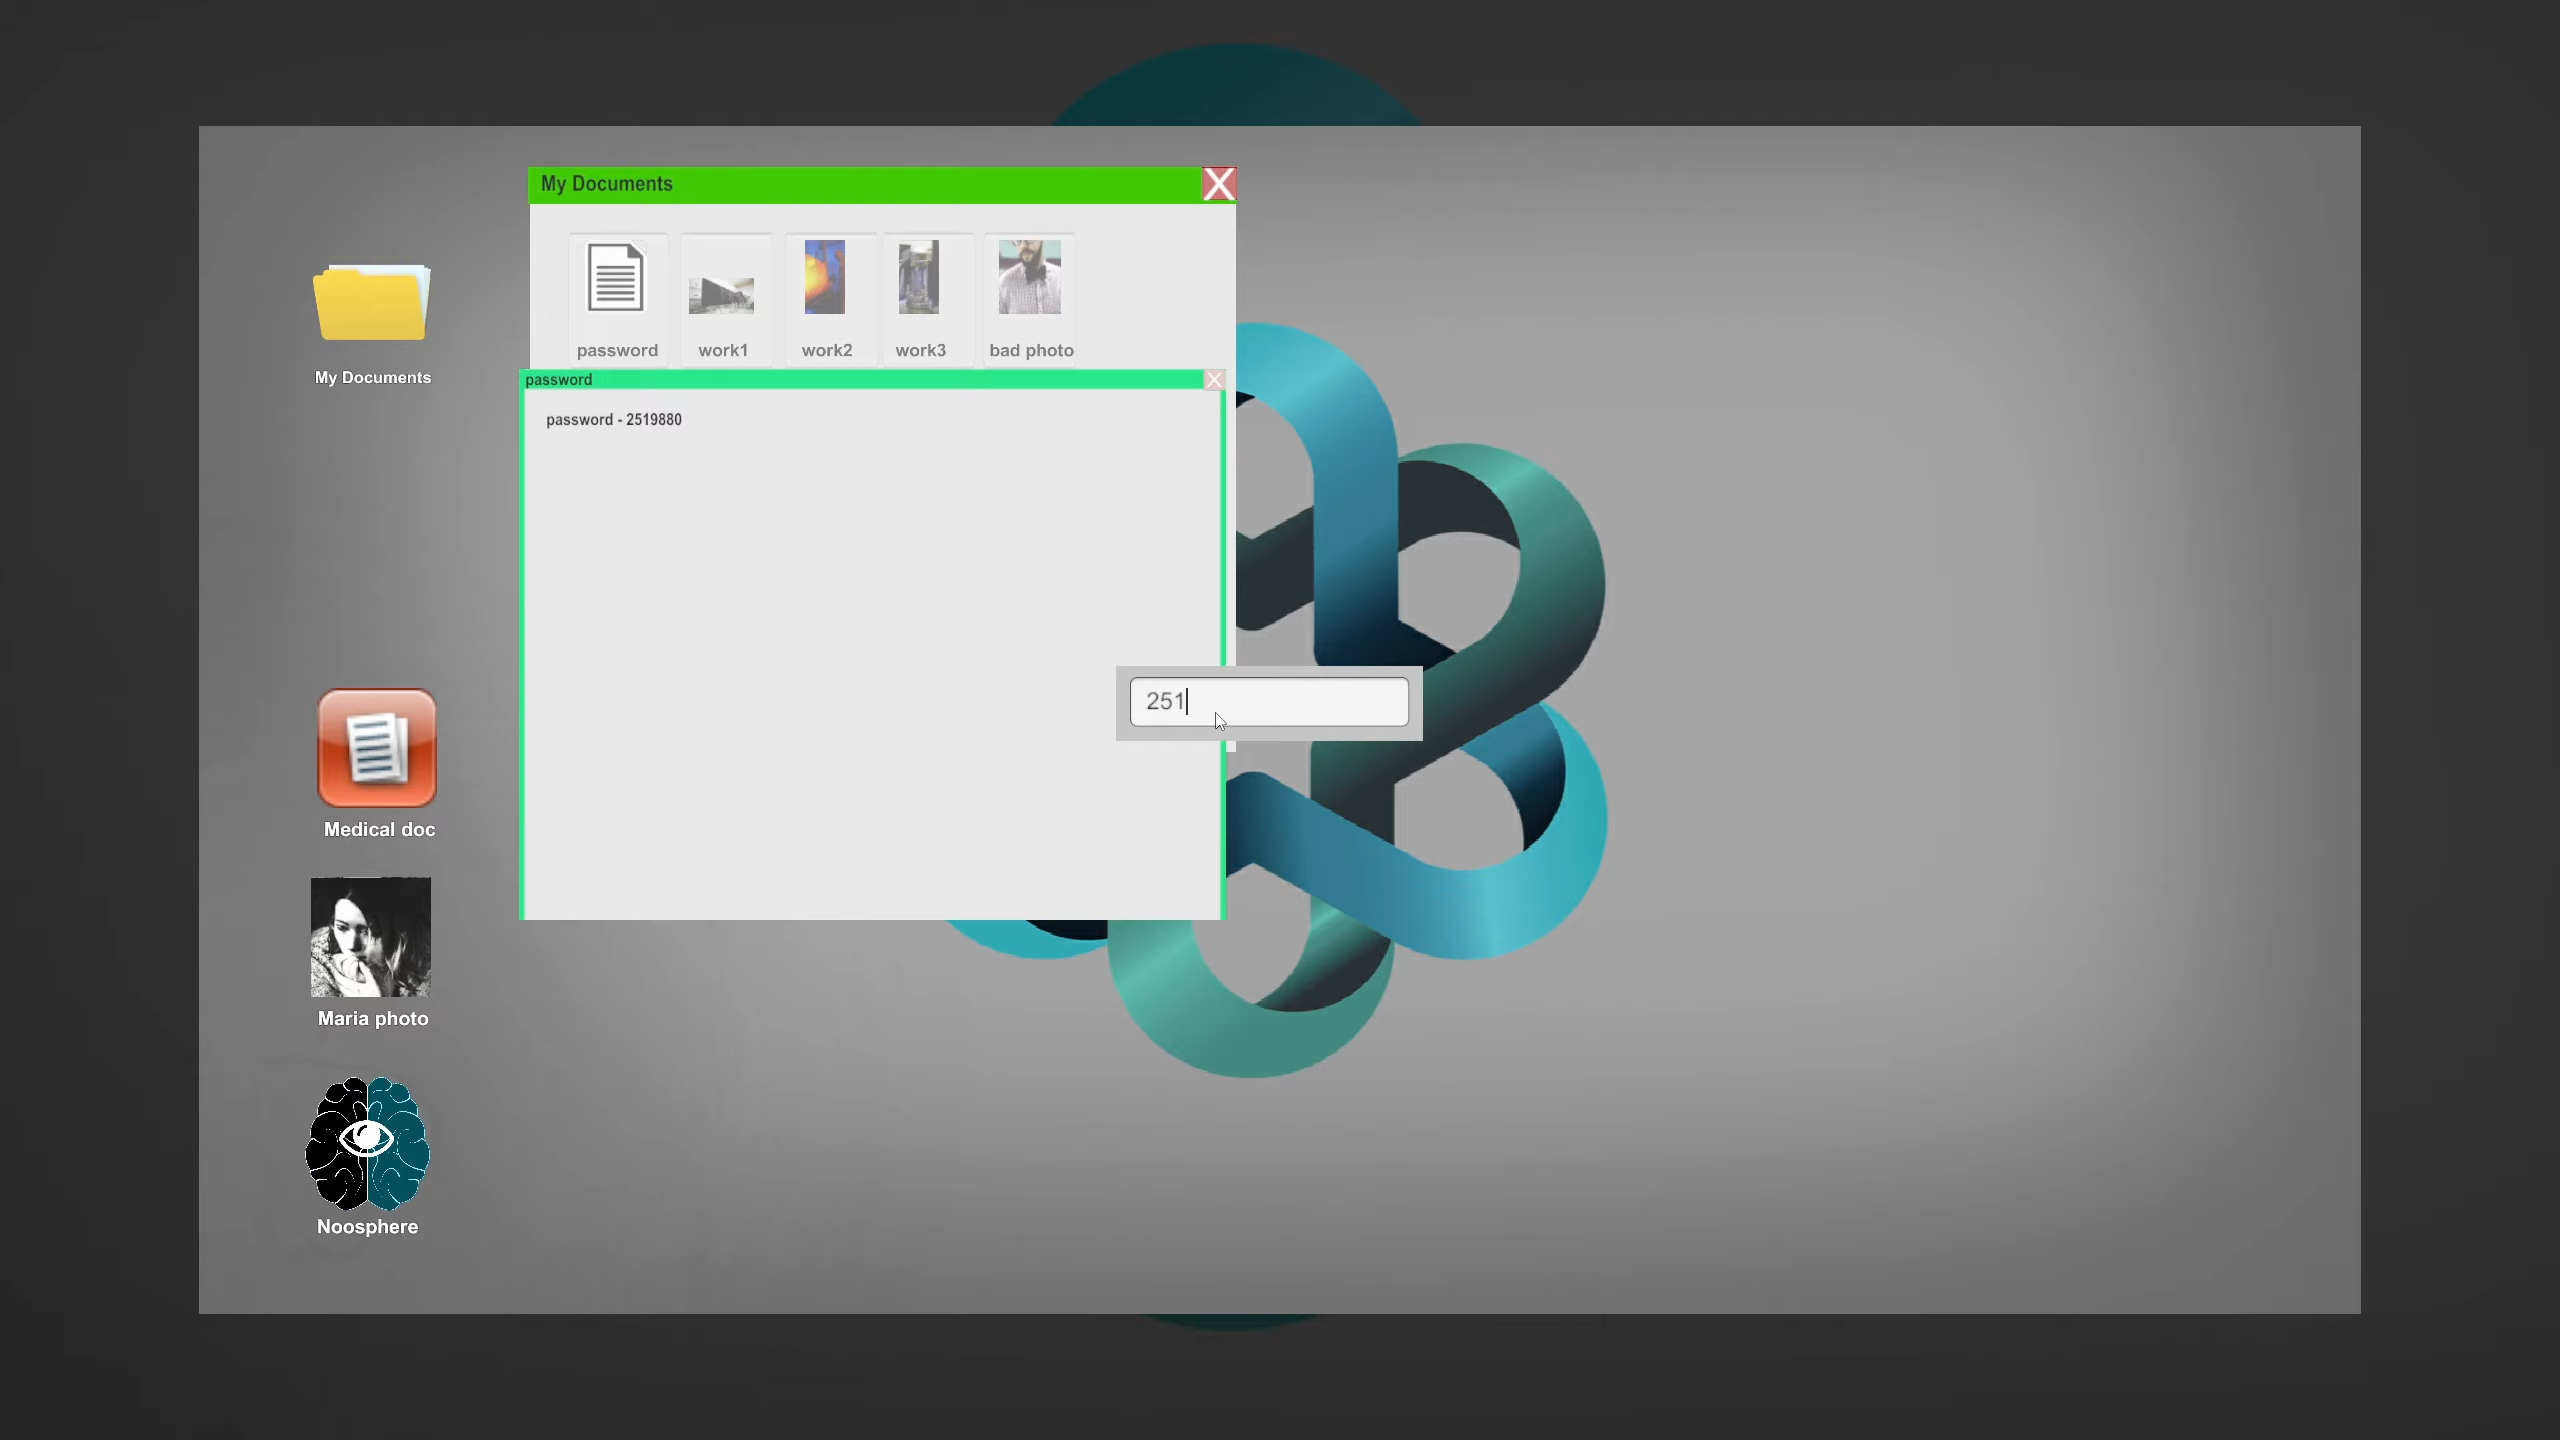 My Documents
My Documents
password
work1
work2
work3
bad photo
password
password - 2519880
251
Medical doc
Maria photo
Noosphere